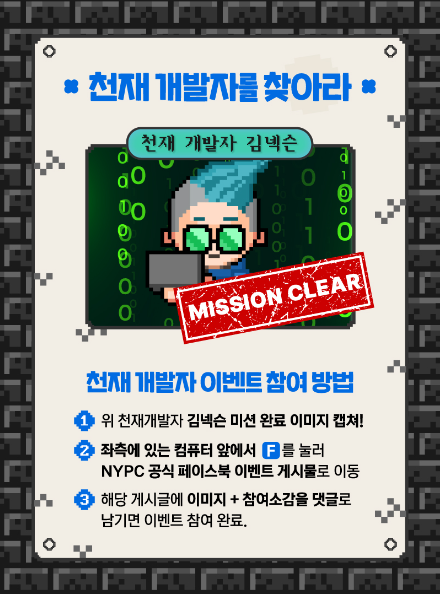 천재 개발자를 찾아라
천재 개발자 김넥슨
MISSION CLEAR
천재 개발자 이벤트 참여 방법
1 위 천재개발자 김넥슨 미션 완료 이미지 캡쳐!
2 좌측에 있는 컴퓨터 앞에서 F를 눌러
NYPC 공식 페이스북 이벤트 게시물로 이동
3 해당 게시글에 이미지 + 참여소감을 댓글로
남기면 이벤트 참여 완료.